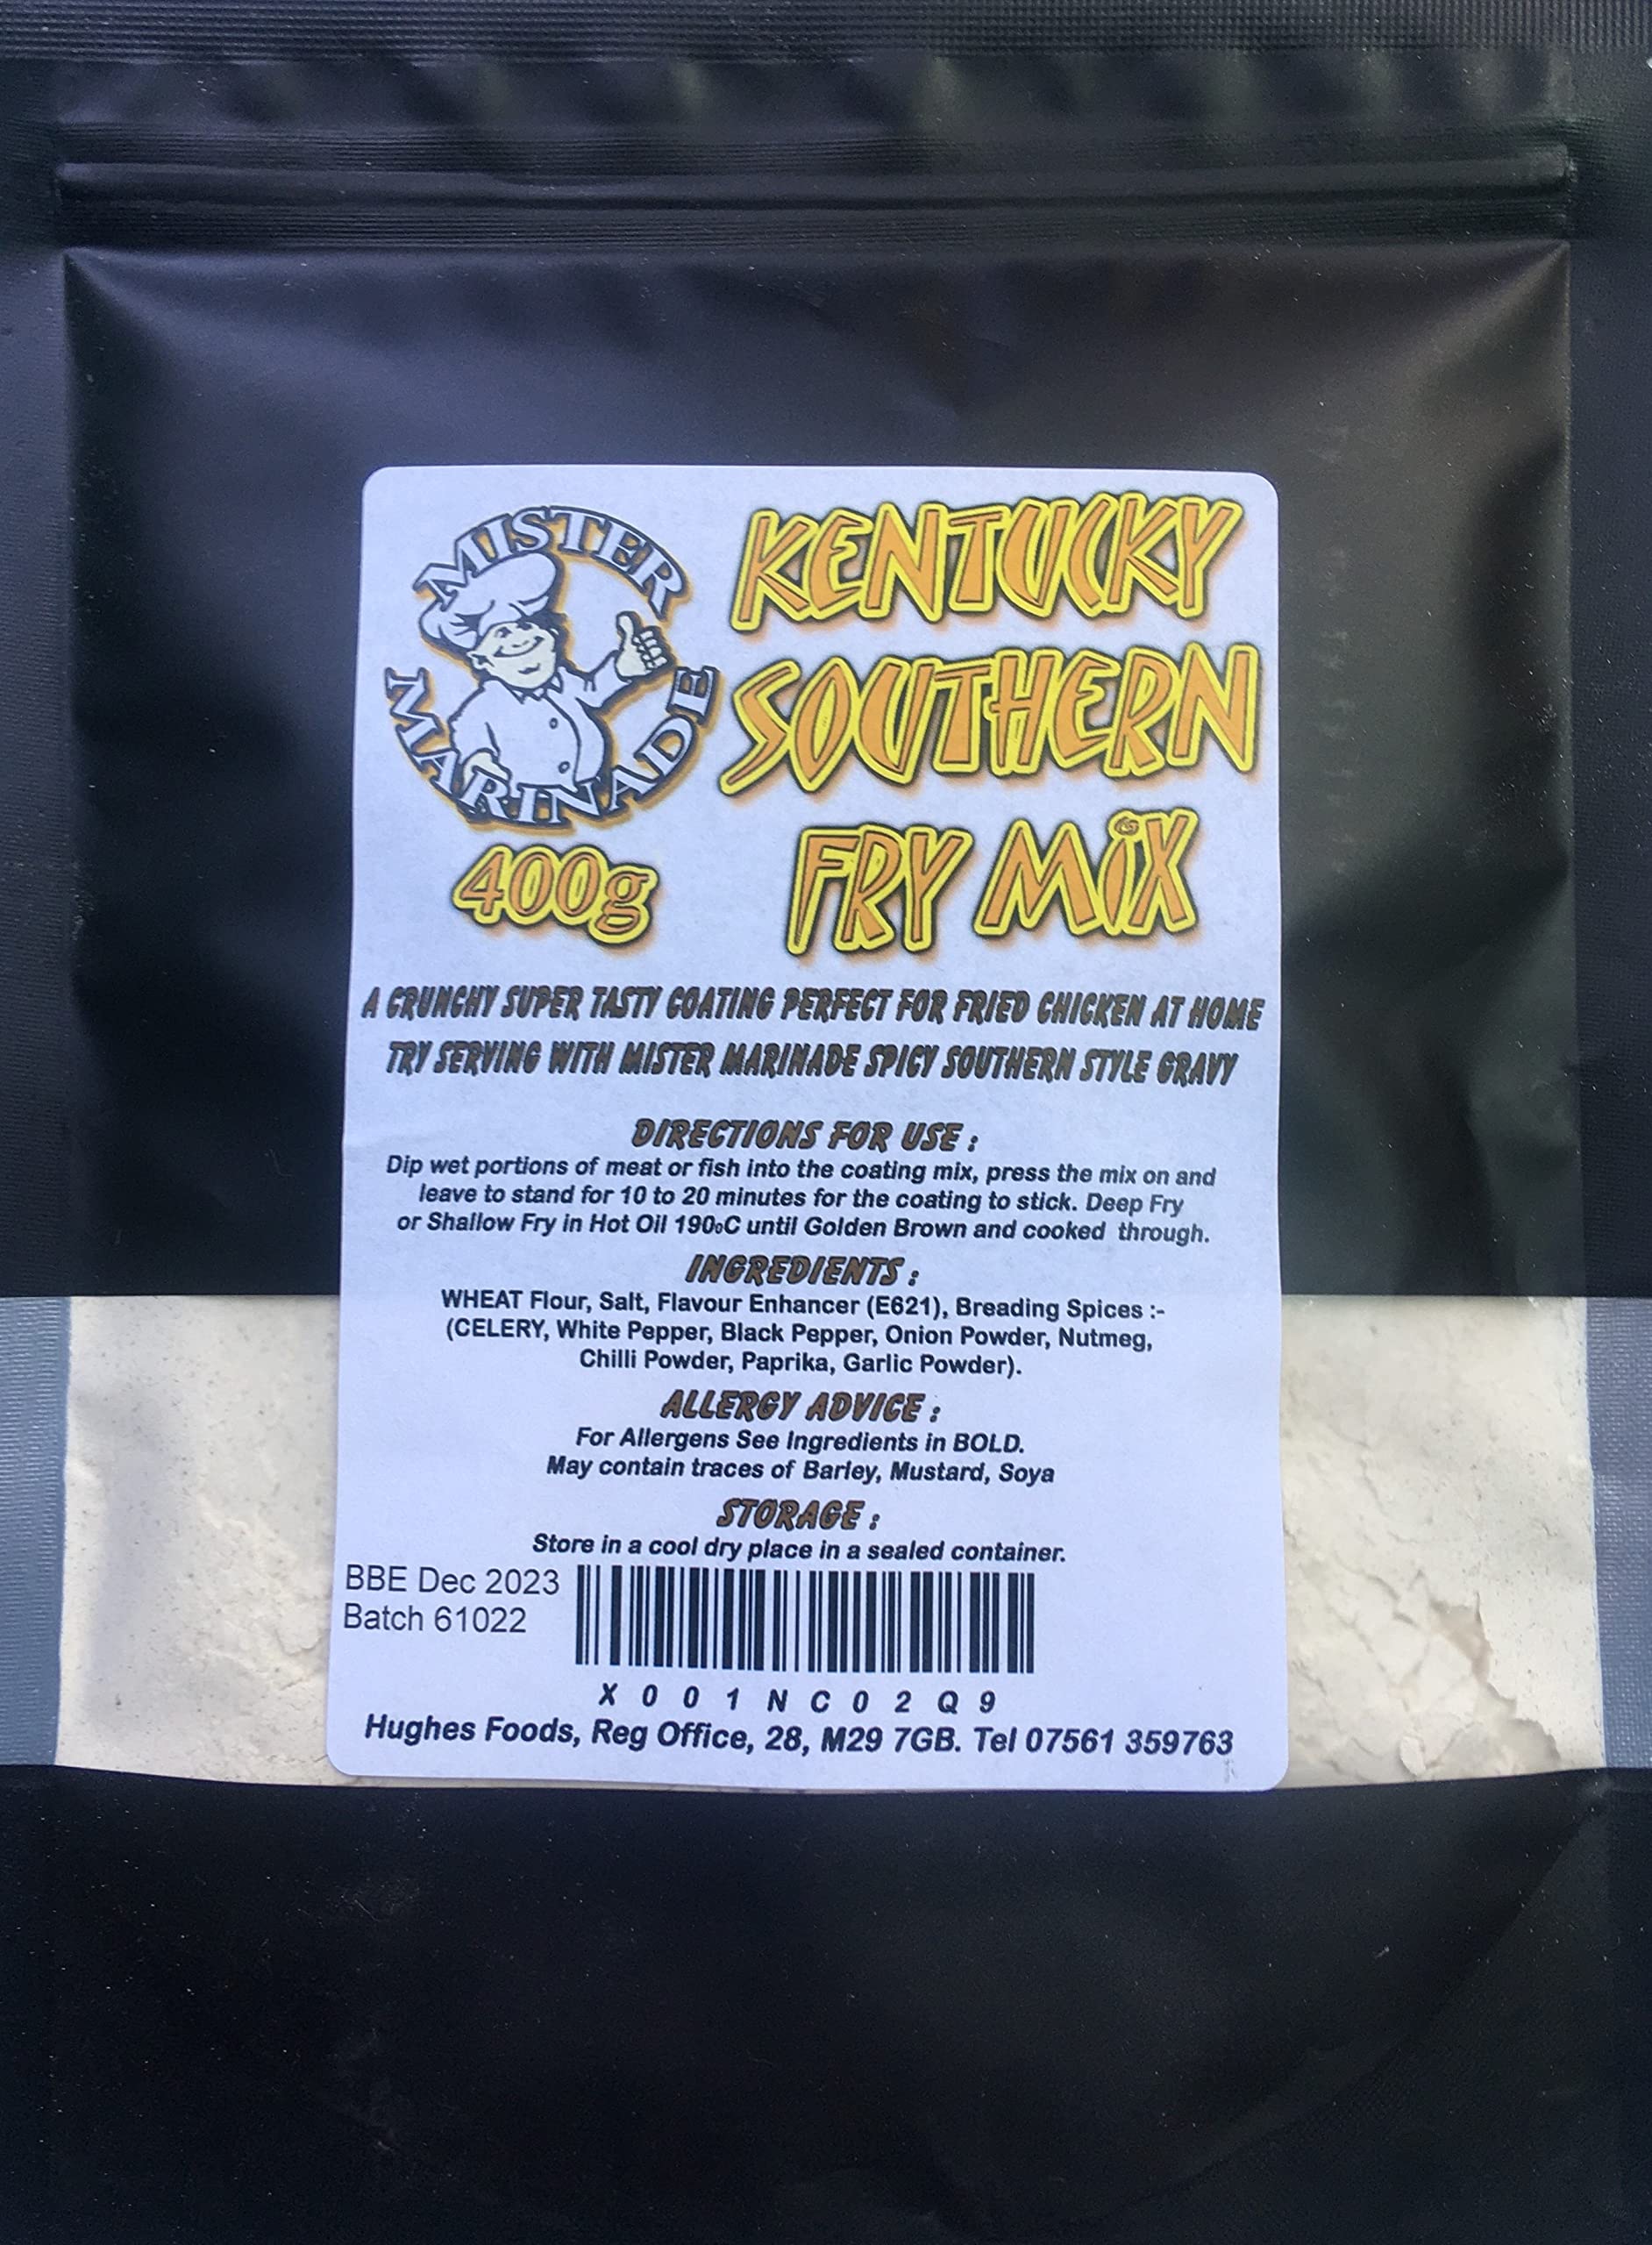 MISTER
MARINADE
400g
KENTUCKY
SOUTHERN
FRY MiX
A CRUNCHY SUPER TASTY COATING PERFECT FOR FRIED CHICKEN AT HOME
TRY SERVING WITH MISTER MARINADE SPICY SOUTHERN STYLE GRAVY
DIRECTIONS FOR USE :
Dip wet portions of meat or fish into the coating mix, press the mix on and
leave to stand for 10 to 20 minutes for the coating to stick. Deep Fry
or Shallow Fry in Hot Oil 190oC until Golden Brown and cooked through.
INGREDIENTS :
WHEAT Flour, Salt, Flavour Enhancer (E621), Breading Spices :-
(CELERY, White Pepper, Black Pepper, Onion Powder, Nutmeg,
Chilli Powder, Paprika, Garlic Powder).
ALLERGY ADVICE :
For Allergens See Ingredients in BOLD.
May contain traces of Barley, Mustard, Soya
STORAGE :
Store in a cool dry place in a sealed container.
BBE Dec 2023
Batch 61022
X001NC02Q9
Hughes Foods, Reg Office, 28, M29 7GB. Tel 07561 359763